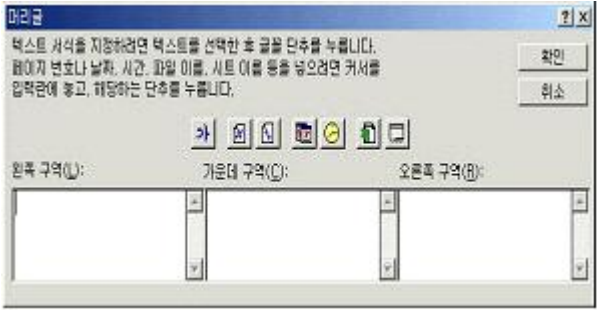 머리글
텍스트 서식을 지정하려면 텍스트를 선택한 후 글꼴 단추를 누릅니다.
페이지 번호나 날짜, 시간, 파일 이름, 시트 이름 등을 넣으려면 커서를
입력란에 놓고, 해당하는 단추를 누릅니다.
확인
취소
가
왼쪽 구역(L):
가운데 구역(C):
오른쪽 구역(R):